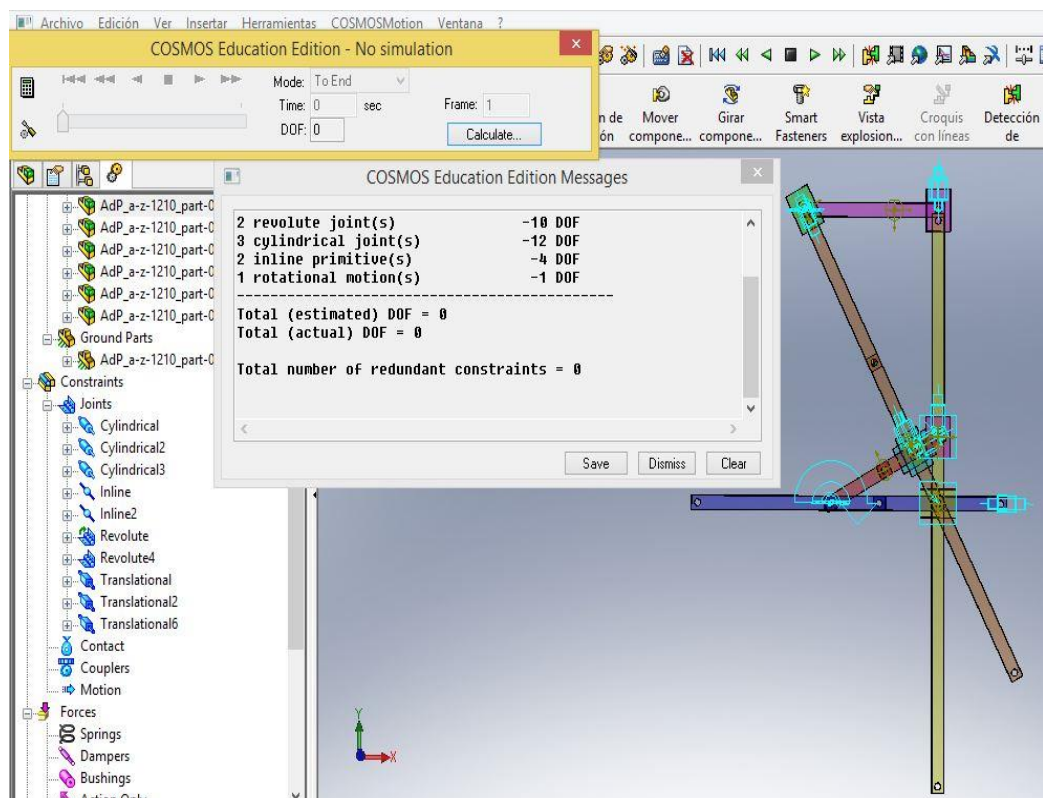 Archivo Edición Ver Insertar Herramientas COSMOSMotion Ventana ?
COSMOS Education Edition - No simulation
Mode: To End
Time: 0 sec Frame: 1
DOF: 0 Calculate...
n de Mover Girar Smart Vista Croquis Detección
ón compone... compone... Fasteners explosion... con líneas de
COSMOS Education Edition Messages
2 revolute joint(s) -10 DOF
3 cylindrical joint(s) -12 DOF
2 inline primitive(s) -4 DOF
1 rotational motion(s) -1 DOF
Total (estimated) DOF = 0
Total (actual) DOF = 0
Total number of redundant constraints = 0
Save Dismiss Clear
AdP_a-z-1210_part-0
AdP_a-z-1210_part-0
AdP_a-z-1210_part-0
AdP_a-z-1210_part-0
AdP_a-z-1210_part-0
AdP_a-z-1210_part-0
Ground Parts
AdP_a-z-1210_part-0
Constraints
Joints
Cylindrical
Cylindrical2
Cylindrical3
Inline
Inline2
Revolute
Revolute4
Translational
Translational2
Translational6
Contact
Couplers
Motion
Forces
Springs
Dampers
Bushings
Y
X